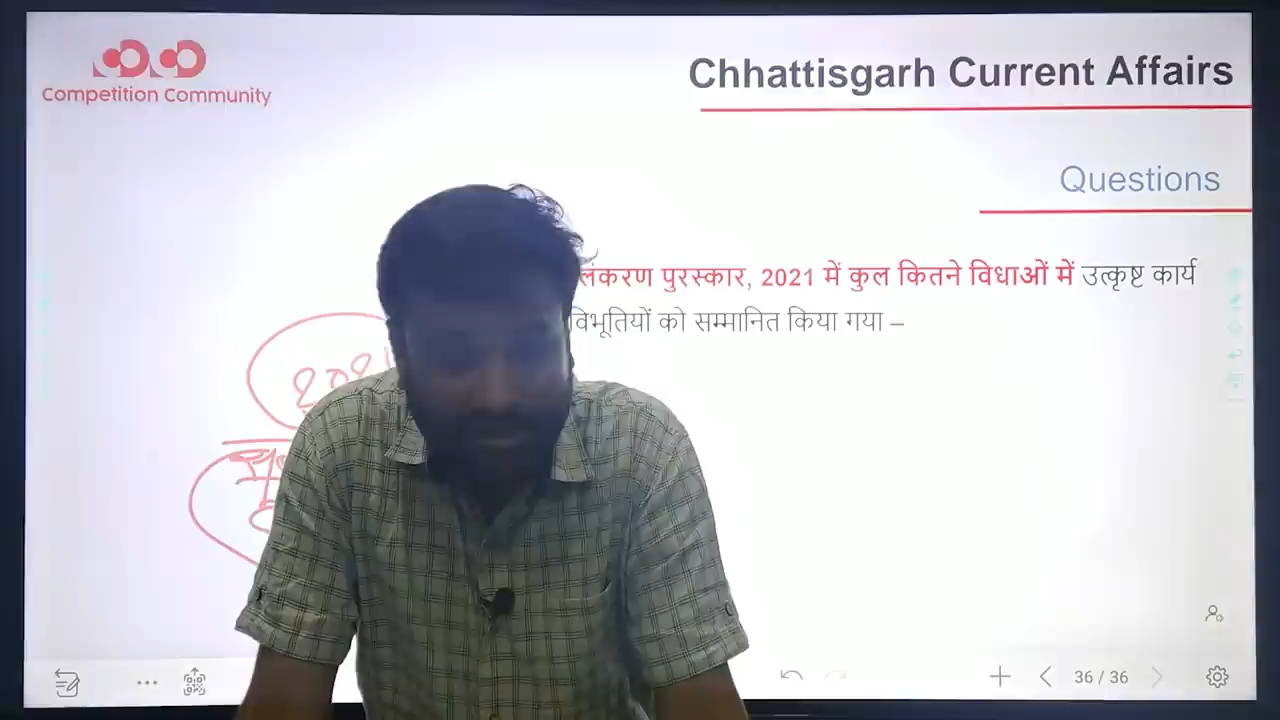 Competition Community
Chhattisgarh Current Affairs
Questions
लंकरण पुरस्कार, 2021 में कुल कितने विधाओं में उत्कृष्ट कार्य
विभूतियों को सम्मानित किया गया –
36 / 36